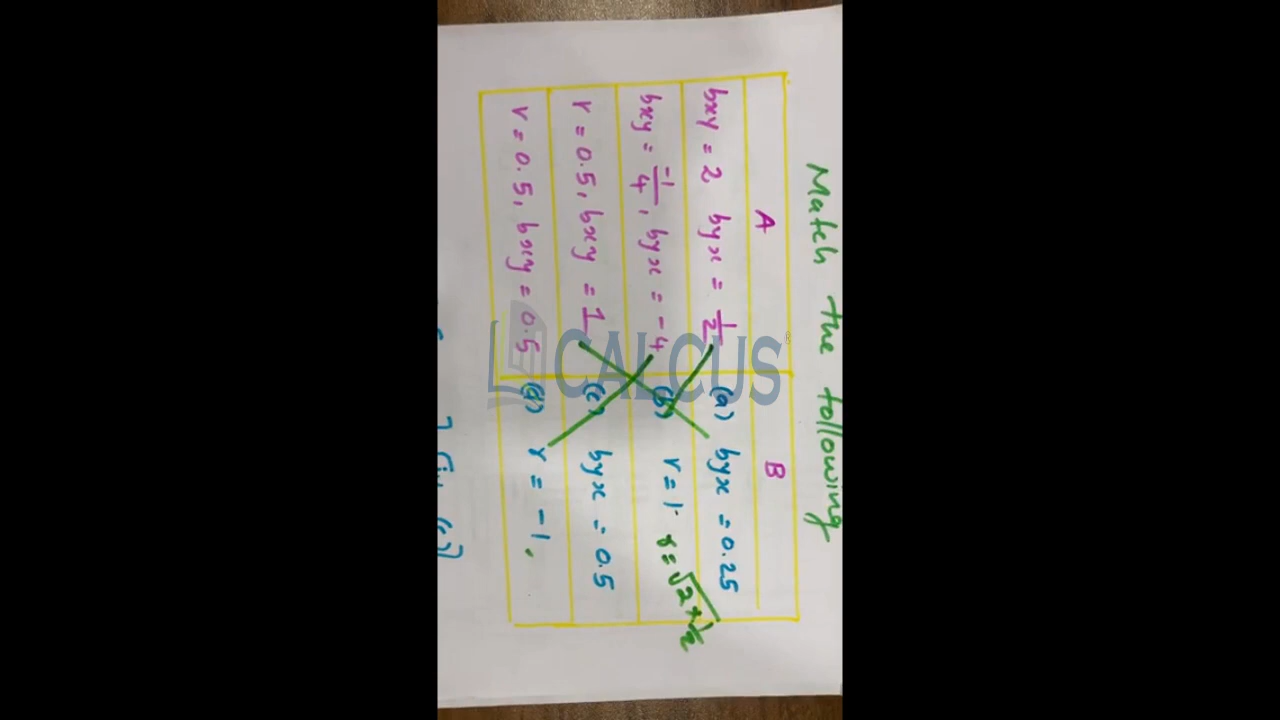 Match the following
A B
bxy = 2 byx = 1/2 (a) byx = 0.25
bxy = -1/4, byx = -4 (b) r = 1. r = √2×1/2
r = 0.5, bxy = 1 (c) byx = 0.5
r = 0.5, bxy = 0.5 (d) r = -1,
CALCUS®